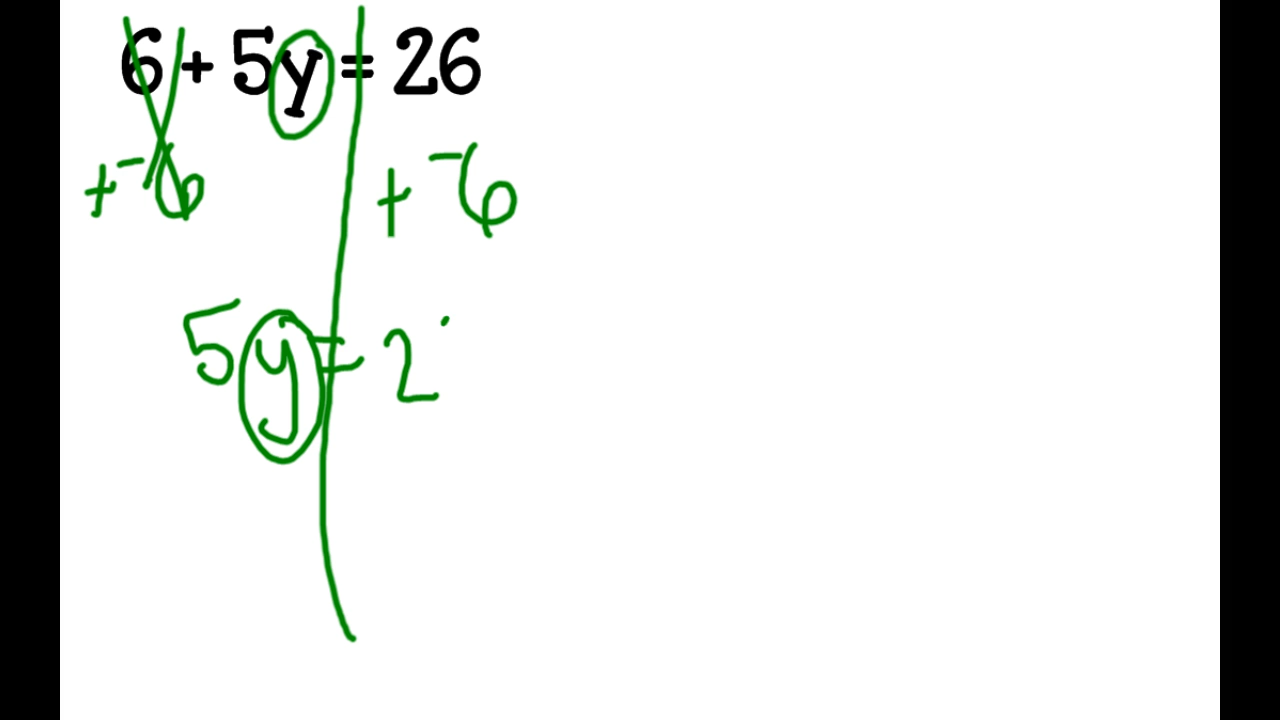 6 + 5y = 26
+ -6 + -6
5y = 2